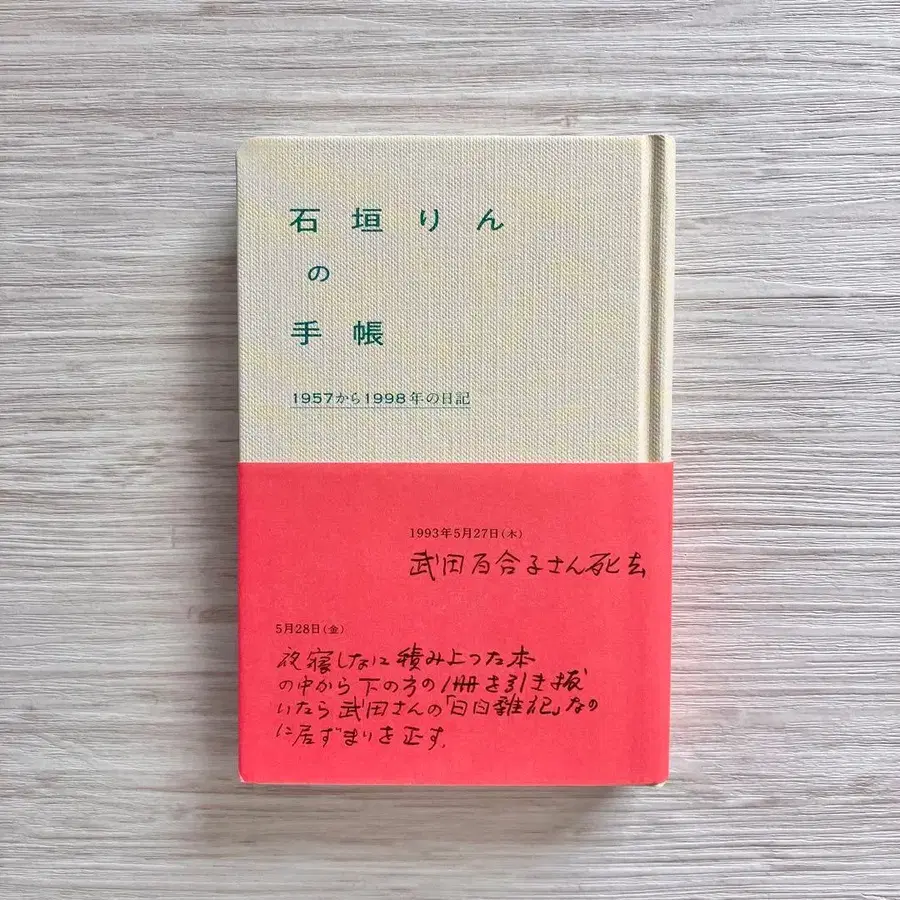 石垣りん
の
手帳
1957から1998年の日記
1993年5月27日(木)
武田百合子さん死去
5月28日(金)
夜寝しなに積み上った本
の中から下の方の1冊を引き抜
いたら武田さんの「日日雑記」なの
に居ずまりを正す。